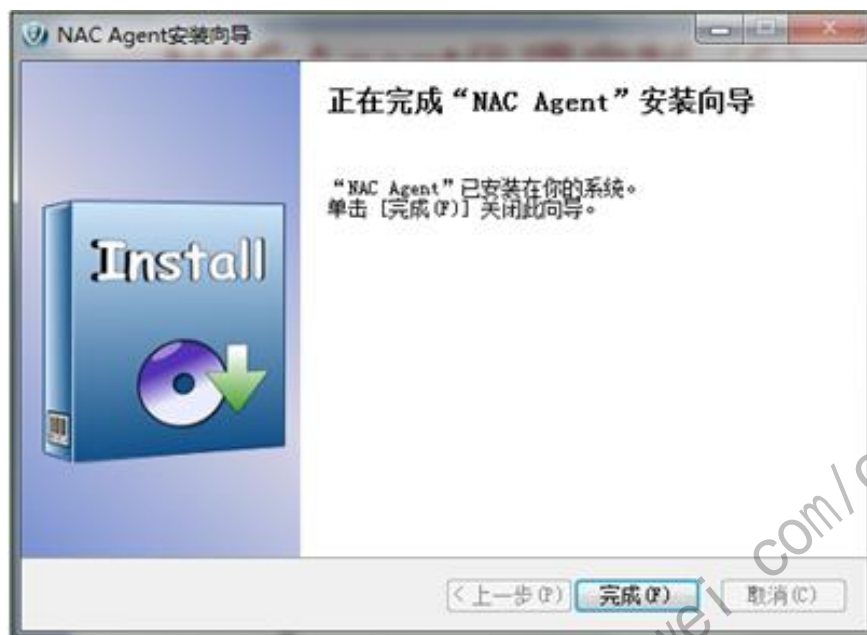 NAC Agent安装向导
正在完成“NAC Agent”安装向导
“NAC Agent”已安装在你的系统。
单击 [完成(F)] 关闭此向导。
Install
com/
ei
< 上一步(P)
完成(F)
取消(C)